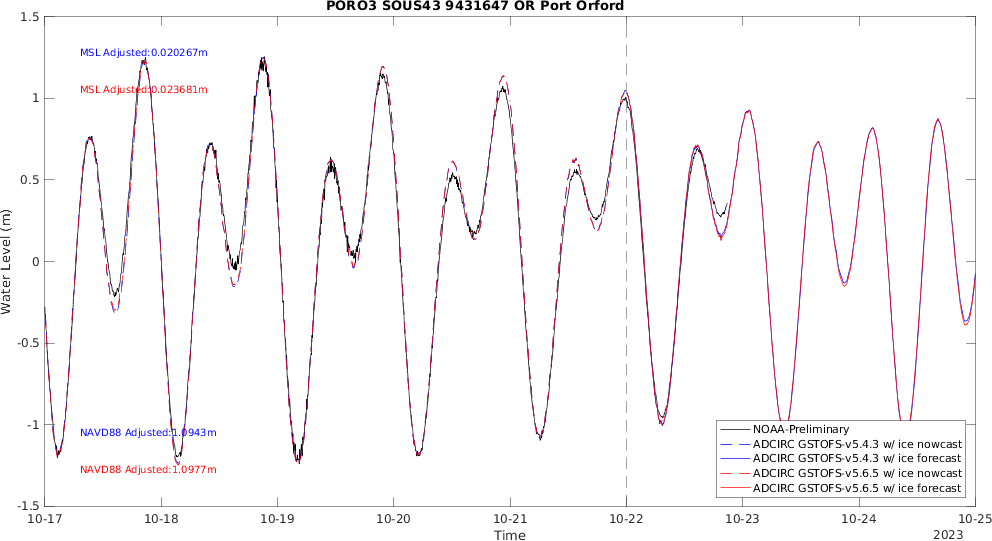 PORO3 SOUS43 9431647 OR Port Orford
1.5
MSL Adjusted:0.020267m
MSL Adjusted:0.023681m
1
0.5
0
Water Level (m)
-0.5
-1
NAVD88 Adjusted:1.0943m
NAVD88 Adjusted:1.0977m
-1.5
NOAA-Preliminary
ADCIRC GSTOFS-v5.4.3 w/ ice nowcast
ADCIRC GSTOFS-v5.4.3 w/ ice forecast
ADCIRC GSTOFS-v5.6.5 w/ ice nowcast
ADCIRC GSTOFS-v5.6.5 w/ ice forecast
10-17 10-18 10-19 10-20 10-21 10-22 10-23 10-24 10-25
Time
2023